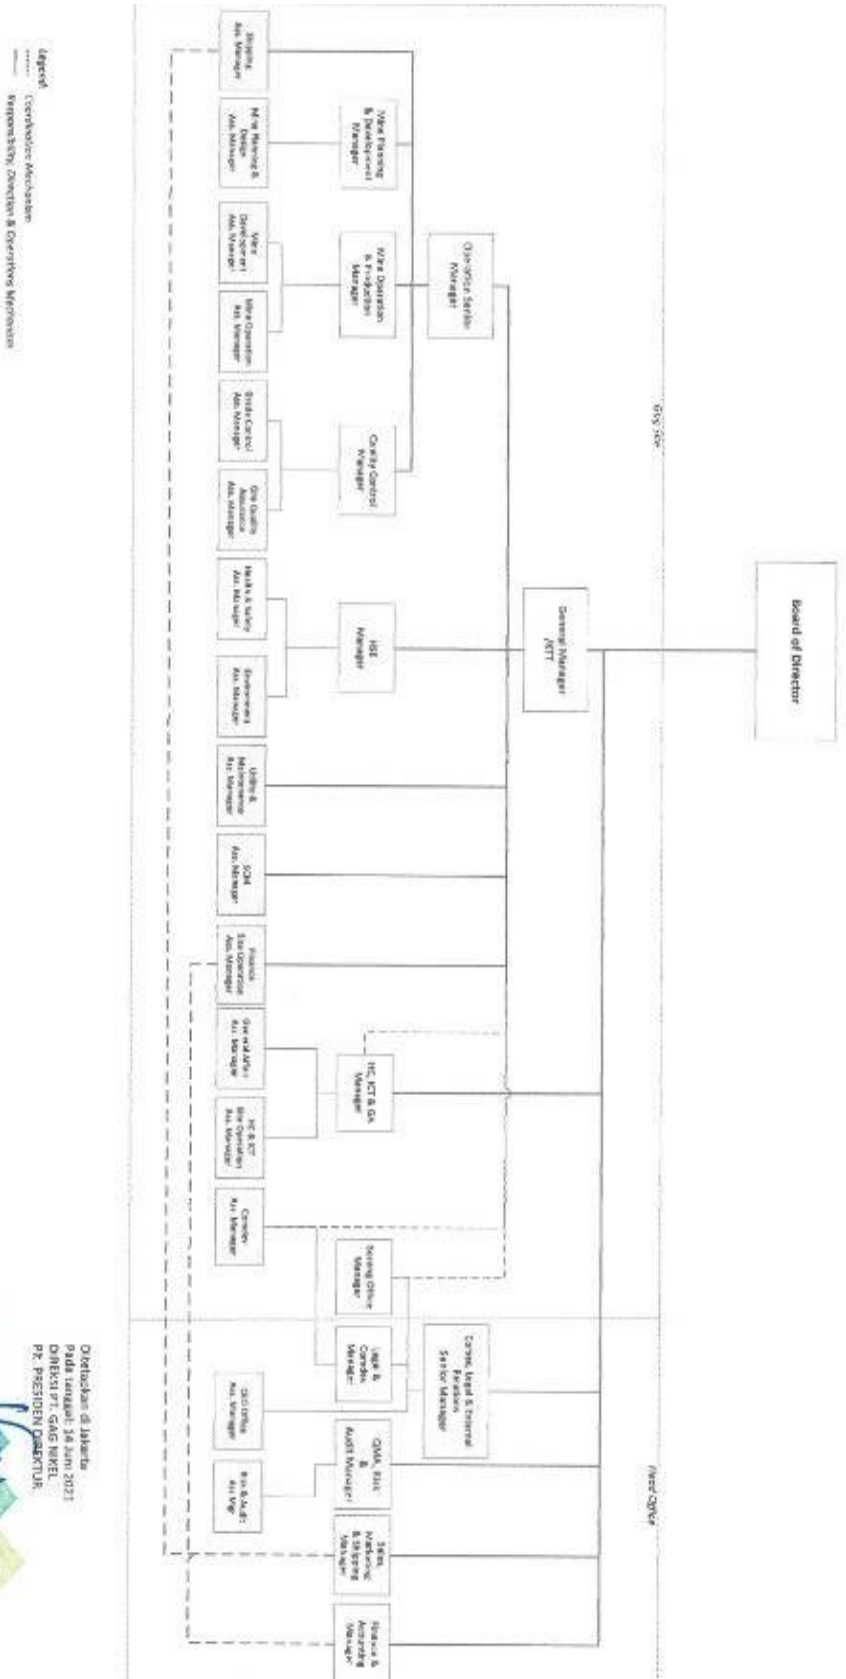 Board of Director
Gag Site
Head Office
General Manager
/KTT
Operation Senior
Manager
Corsec, Legal & External
Relations
Senior Manager
Mine Planning
& Development
Manager
Mine Operation
& Production
Manager
Quality Control
Manager
HSE
Manager
HC, ICT & GA
Manager
Sorong Office
Manager
Legal &
Comdev
Manager
QMA, Risk
&
Audit Manager
Sales,
Marketing
& Shipping
Manager
Finance &
Accounting
Manager
Shipping
Ass. Manager
Mine Planning &
Design
Ass. Manager
Mine
Development
Ass. Manager
Mine Operation
Ass. Manager
Grade Control
Ass. Manager
Ore Quality
Assurance
Ass. Manager
Health & Safety
Ass. Manager
Environment
Ass. Manager
Utility &
Maintenance
Ass. Manager
SCM
Ass. Manager
Finance
Site Operation
Ass. Manager
General Affair
Ass. Manager
HC & ICT
Site Operation
Ass. Manager
Comdev
Ass. Manager
CEO Office
Ass. Manager
Risk & Audit
Ass Mgr
Legend:
Coordination Mechanism
Responsibility, Direction & Operations Mechanism
Ditetapkan di Jakarta
Pada tanggal: 14 Juni 2021
DIREKSI PT. GAG NIKEL
Plt. PRESIDEN DIREKTUR